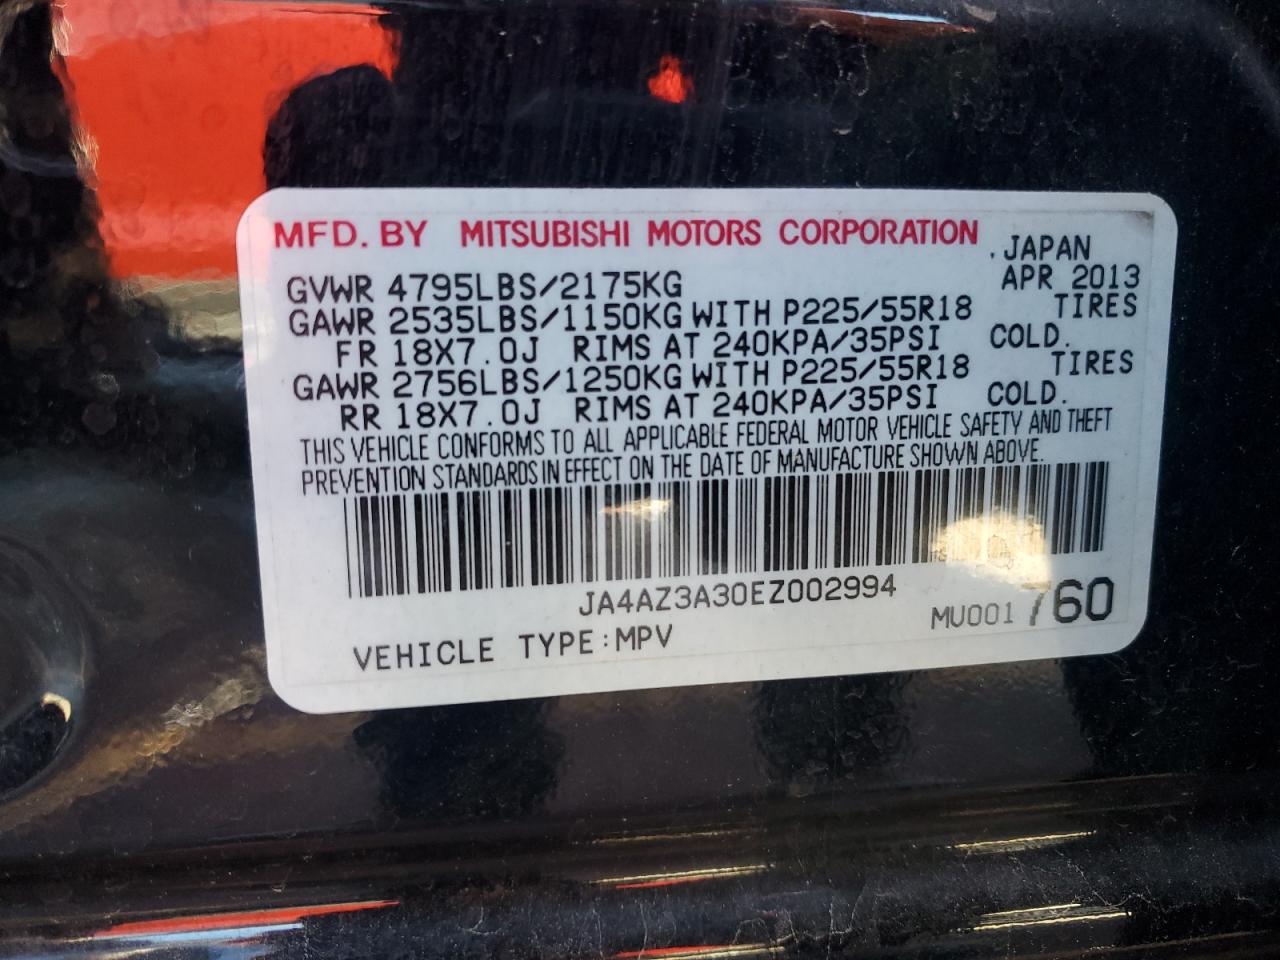 MFD. BY MITSUBISHI MOTORS CORPORATION
. JAPAN
GVWR 4795LBS/2175KG APR 2013
GAWR 2535LBS/1150KG WITH P225/55R18 TIRES
FR 18X7.0J RIMS AT 240KPA/35PSI COLD.
GAWR 2756LBS/1250KG WITH P225/55R18 TIRES
RR 18X7.0J RIMS AT 240KPA/35PSI COLD.
THIS VEHICLE CONFORMS TO ALL APPLICABLE FEDERAL MOTOR VEHICLE SAFETY AND THEFT
PREVENTION STANDARDS IN EFFECT ON THE DATE OF MANUFACTURE SHOWN ABOVE.
JA4AZ3A30EZ002994
VEHICLE TYPE:MPV MU001760